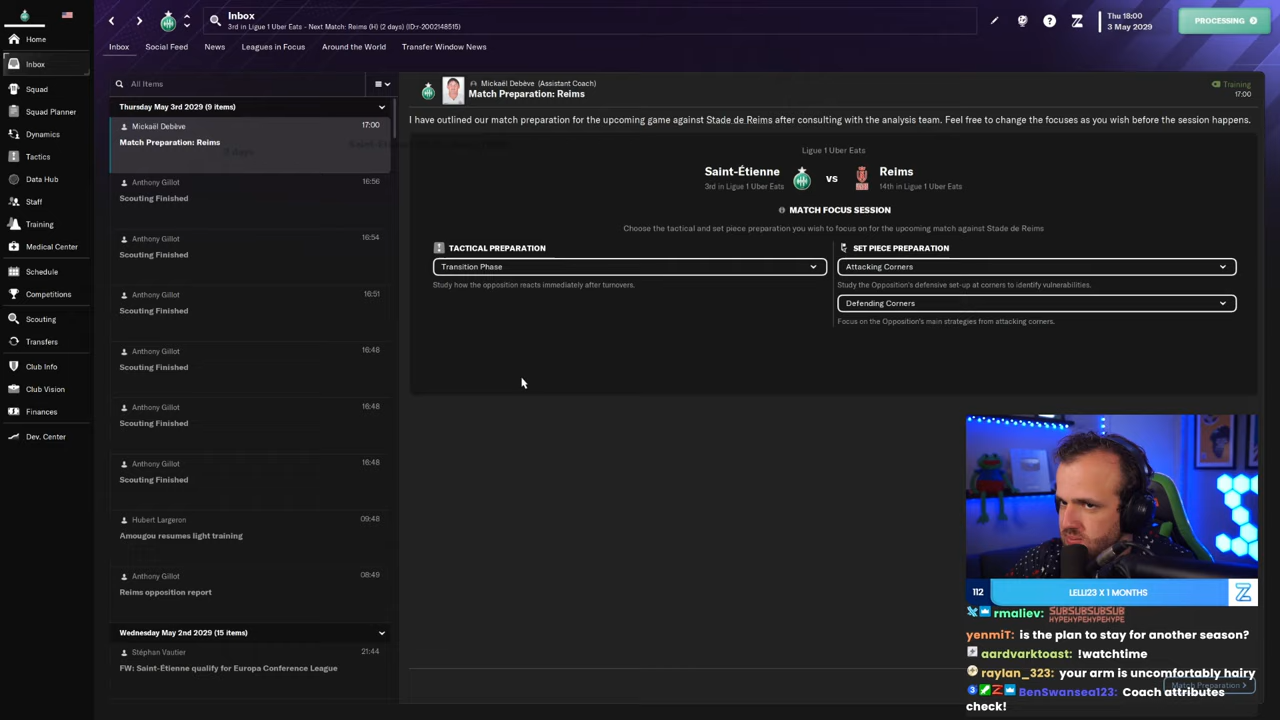 Inbox
3rd in Ligue 1 Uber Eats - Next Match: Reims (H) (2 days) (ID:r-2002148515)
Thu 18:00
3 May 2029
PROCESSING
Home
Inbox
Squad
Squad Planner
Dynamics
Tactics
Data Hub
Staff
Training
Medical Center
Schedule
Competitions
Scouting
Transfers
Club Info
Club Vision
Finances
Dev. Center
Inbox
Social Feed
News
Leagues in Focus
Around the World
Transfer Window News
All Items
Thursday May 3rd 2029 (9 items)
Mickaël Debève 17:00
Match Preparation: Reims
Anthony Gillot 16:56
Scouting Finished
Anthony Gillot 16:54
Scouting Finished
Anthony Gillot 16:51
Scouting Finished
Anthony Gillot 16:48
Scouting Finished
Anthony Gillot 16:48
Scouting Finished
Anthony Gillot 16:48
Scouting Finished
Hubert Largeron 09:48
Amougou resumes light training
Anthony Gillot 08:49
Reims opposition report
Wednesday May 2nd 2029 (15 items)
Stéphan Vautier 21:44
FW: Saint-Étienne qualify for Europa Conference League
Mickaël Debève (Assistant Coach)
Match Preparation: Reims
Training
17:00
I have outlined our match preparation for the upcoming game against Stade de Reims after consulting with the analysis team. Feel free to change the focuses as you wish before the session happens.
Ligue 1 Uber Eats
Saint-Étienne vs Reims
3rd in Ligue 1 Uber Eats 14th in Ligue 1 Uber Eats
MATCH FOCUS SESSION
Choose the tactical and set piece preparation you wish to focus on for the upcoming match against Stade de Reims
TACTICAL PREPARATION
Transition Phase
Study how the opposition reacts immediately after turnovers.
SET PIECE PREPARATION
Attacking Corners
Study the Opposition's defensive set-up at corners to identify vulnerabilities.
Defending Corners
Focus on the Opposition's main strategies from attacking corners.
112 LELLI23 X 1 MONTHS
rmaliev: SUBSUBSUBSUB
HYPEHYPEHYPEHYPE
yenmiT: is the plan to stay for another season?
aardvarktoast: !watchtime
raylan_323: your arm is uncomfortably hairy
Match Preparation >
BenSwansea123: Coach attributes
check!